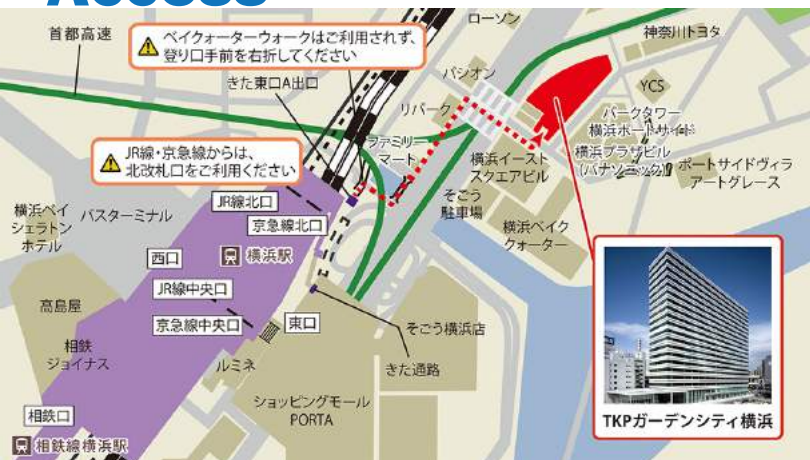 Access
首都高速
ベイクォーターウォークはご利用されず、
登り口手前を右折してください
きた東口A出口
ローソン
神奈川トヨタ
パシオン
リパーク
YCS
パークタワー
横浜ポートサイド
横浜プラザビル
(パナソニック)
ポートサイドヴィラ
アートグレース
JR線・京急線からは、
北改札口をご利用ください
ファミリー
マート
横浜イースト
スクエアビル
そごう
駐車場
横浜ベイク
クォーター
横浜ベイ
シェラトン
ホテル
バスターミナル
JR線北口
京急線北口
西口
横浜駅
JR線中央口
京急線中央口
東口
高島屋
相鉄
ジョイナス
ルミネ
そごう横浜店
きた通路
ショッピングモール
PORTA
相鉄口
相鉄線横浜駅
TKPガーデンシティ横浜